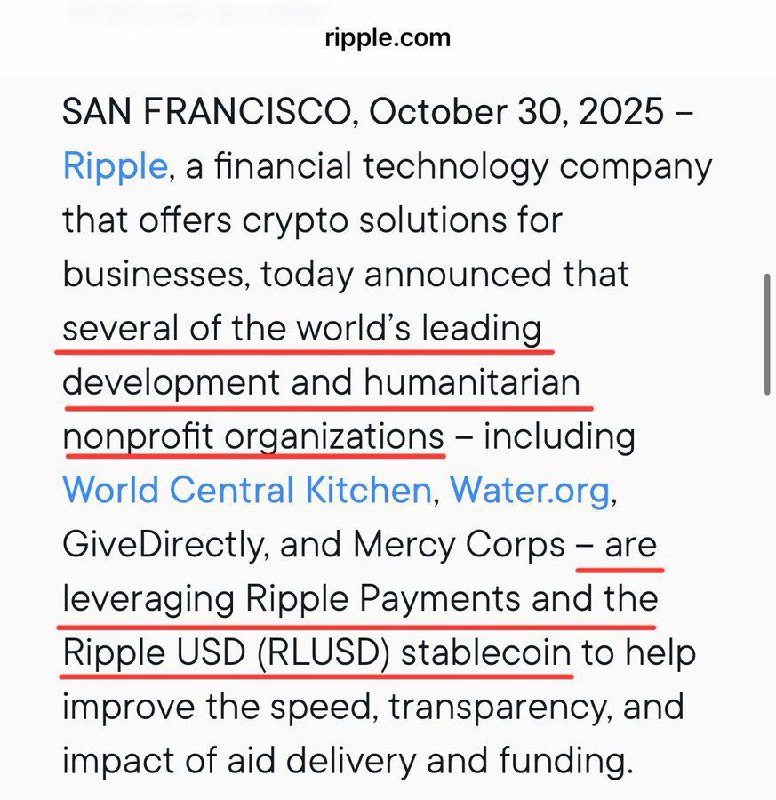 ripple.com
SAN FRANCISCO, October 30, 2025 –
Ripple, a financial technology company
that offers crypto solutions for
businesses, today announced that
several of the world’s leading
development and humanitarian
nonprofit organizations – including
World Central Kitchen, Water.org,
GiveDirectly, and Mercy Corps – are
leveraging Ripple Payments and the
Ripple USD (RLUSD) stablecoin to help
improve the speed, transparency, and
impact of aid delivery and funding.